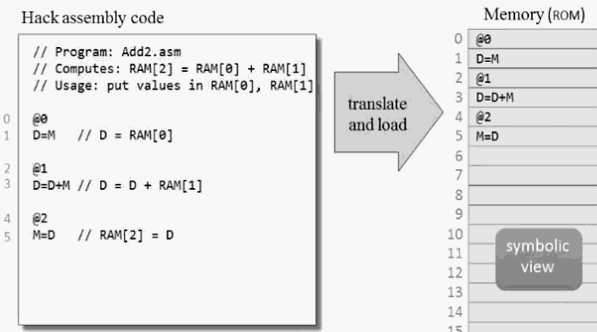 Hack assembly code
// Program: Add2.asm
// Computes: RAM[2] = RAM[0] + RAM[1]
// Usage: put values in RAM[0], RAM[1]
0 @0
1 D=M // D = RAM[0]
2 @1
3 D=D+M // D = D + RAM[1]
4 @2
5 M=D // RAM[2] = D
translate
and load
Memory (ROM)
0 @0
1 D=M
2 @1
3 D=D+M
4 @2
5 M=D
6
7
8
9
10
11
12
13
14
15
symbolic
view